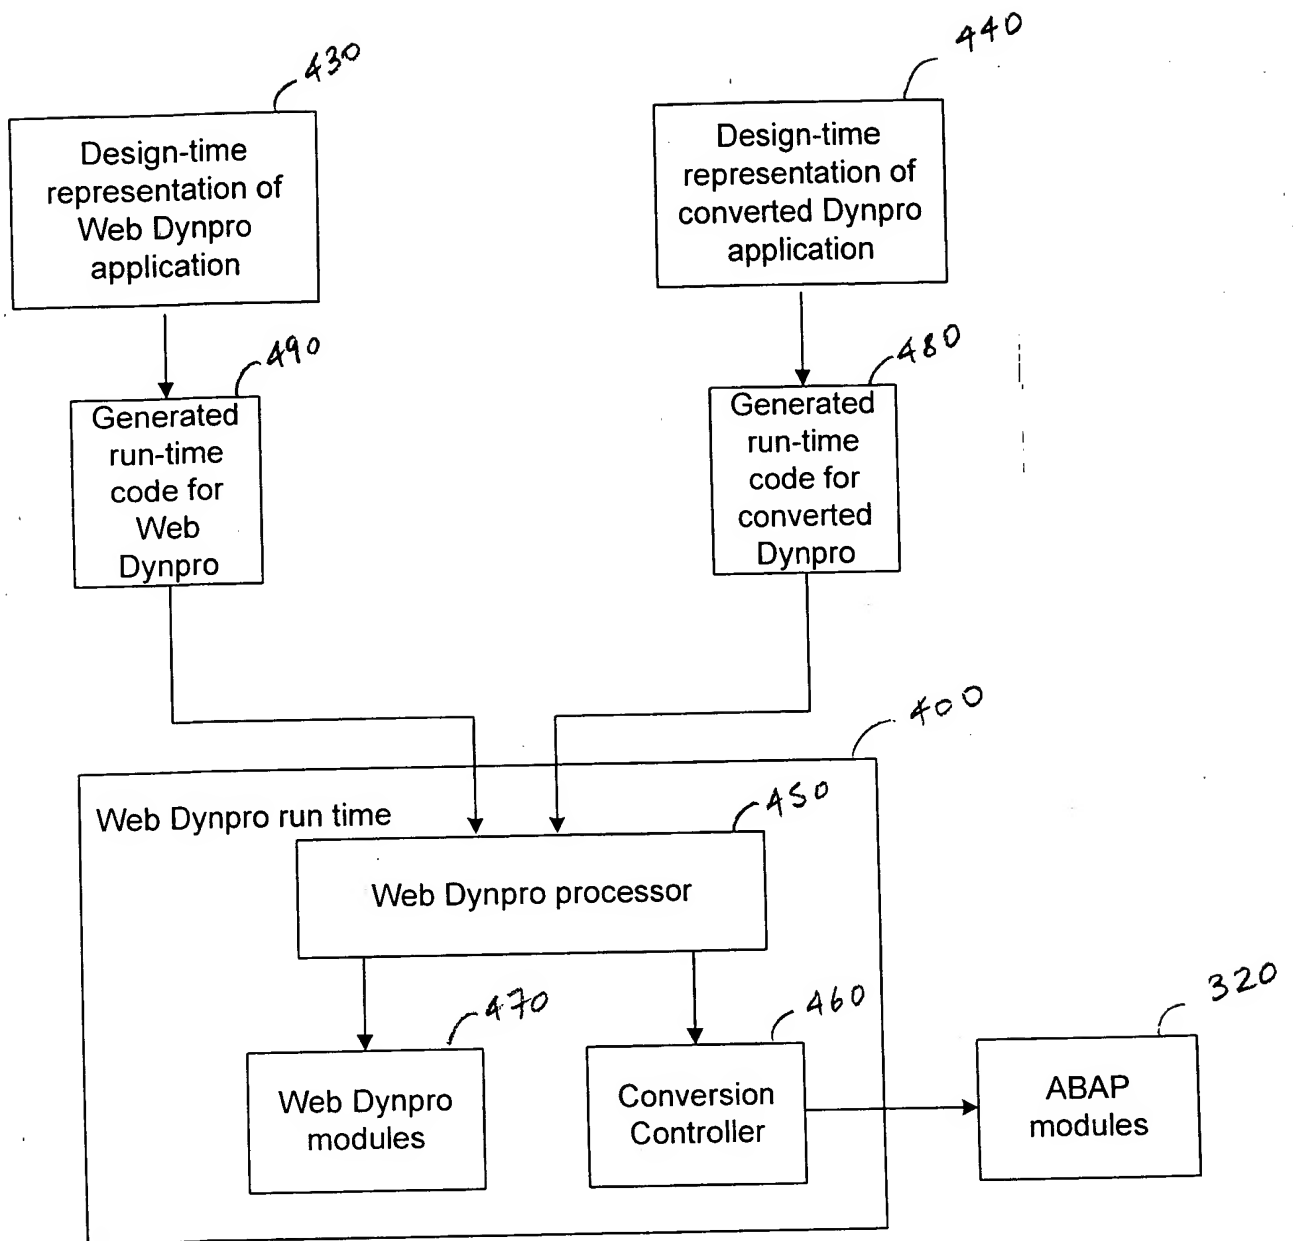 430
440
Design-time
representation of
Web Dynpro
application
Design-time
representation of
converted Dynpro
application
490
480
Generated
run-time
code for
Web
Dynpro
Generated
run-time
code for
converted
Dynpro
400
Web Dynpro run time
450
Web Dynpro processor
470
460
320
Web Dynpro
modules
Conversion
Controller
ABAP
modules